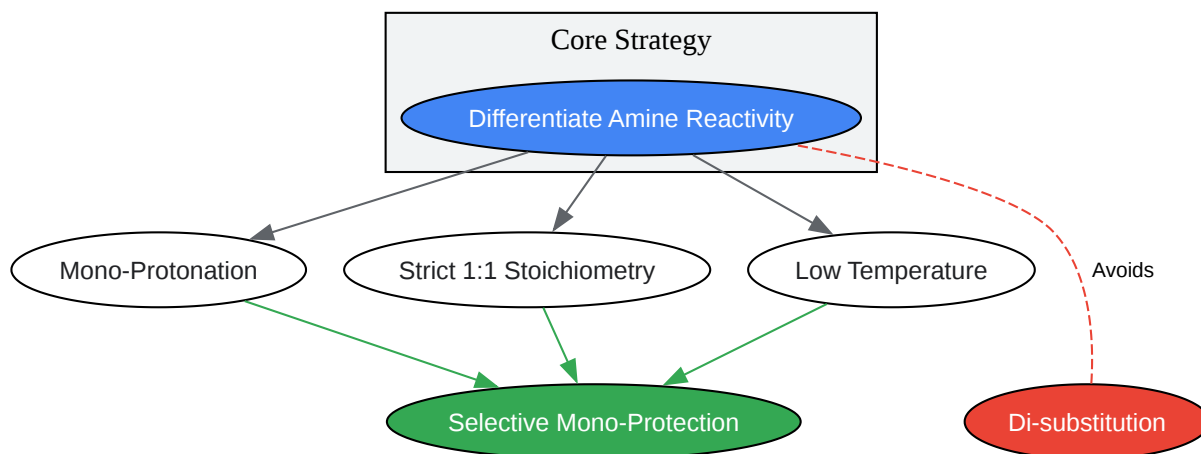 Core Strategy
Differentiate Amine Reactivity
Mono-Protonation
Strict 1:1 Stoichiometry
Low Temperature
Avoids
Selective Mono-Protection
Di-substitution